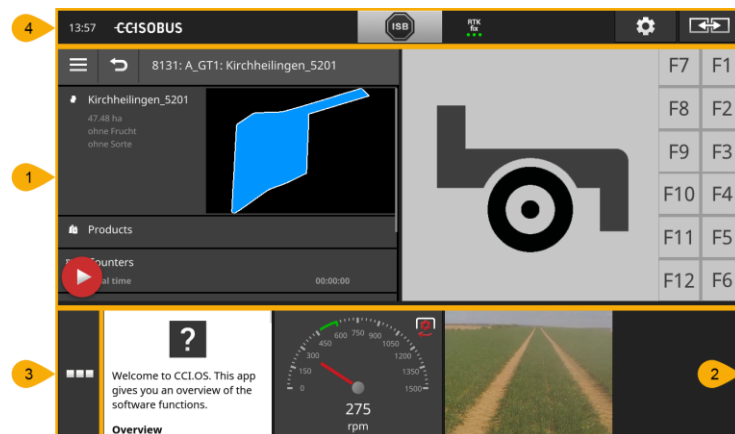 4
13:57
CCISOBUS
ISB
RTK
fix
8131: A_GT1: Kirchheilingen_5201
Kirchheilingen_5201
47.48 ha
ohne Frucht
ohne Sorte
1
Products
Counters
00:00:00
F7 F1
F8 F2
F9 F3
F10 F4
F11 F5
F12 F6
3
?
Welcome to CCI.OS. This app
gives you an overview of the
software functions.
Overview
0
150
300
450
600
750
900
1050
1200
1350
1500
275
rpm
2